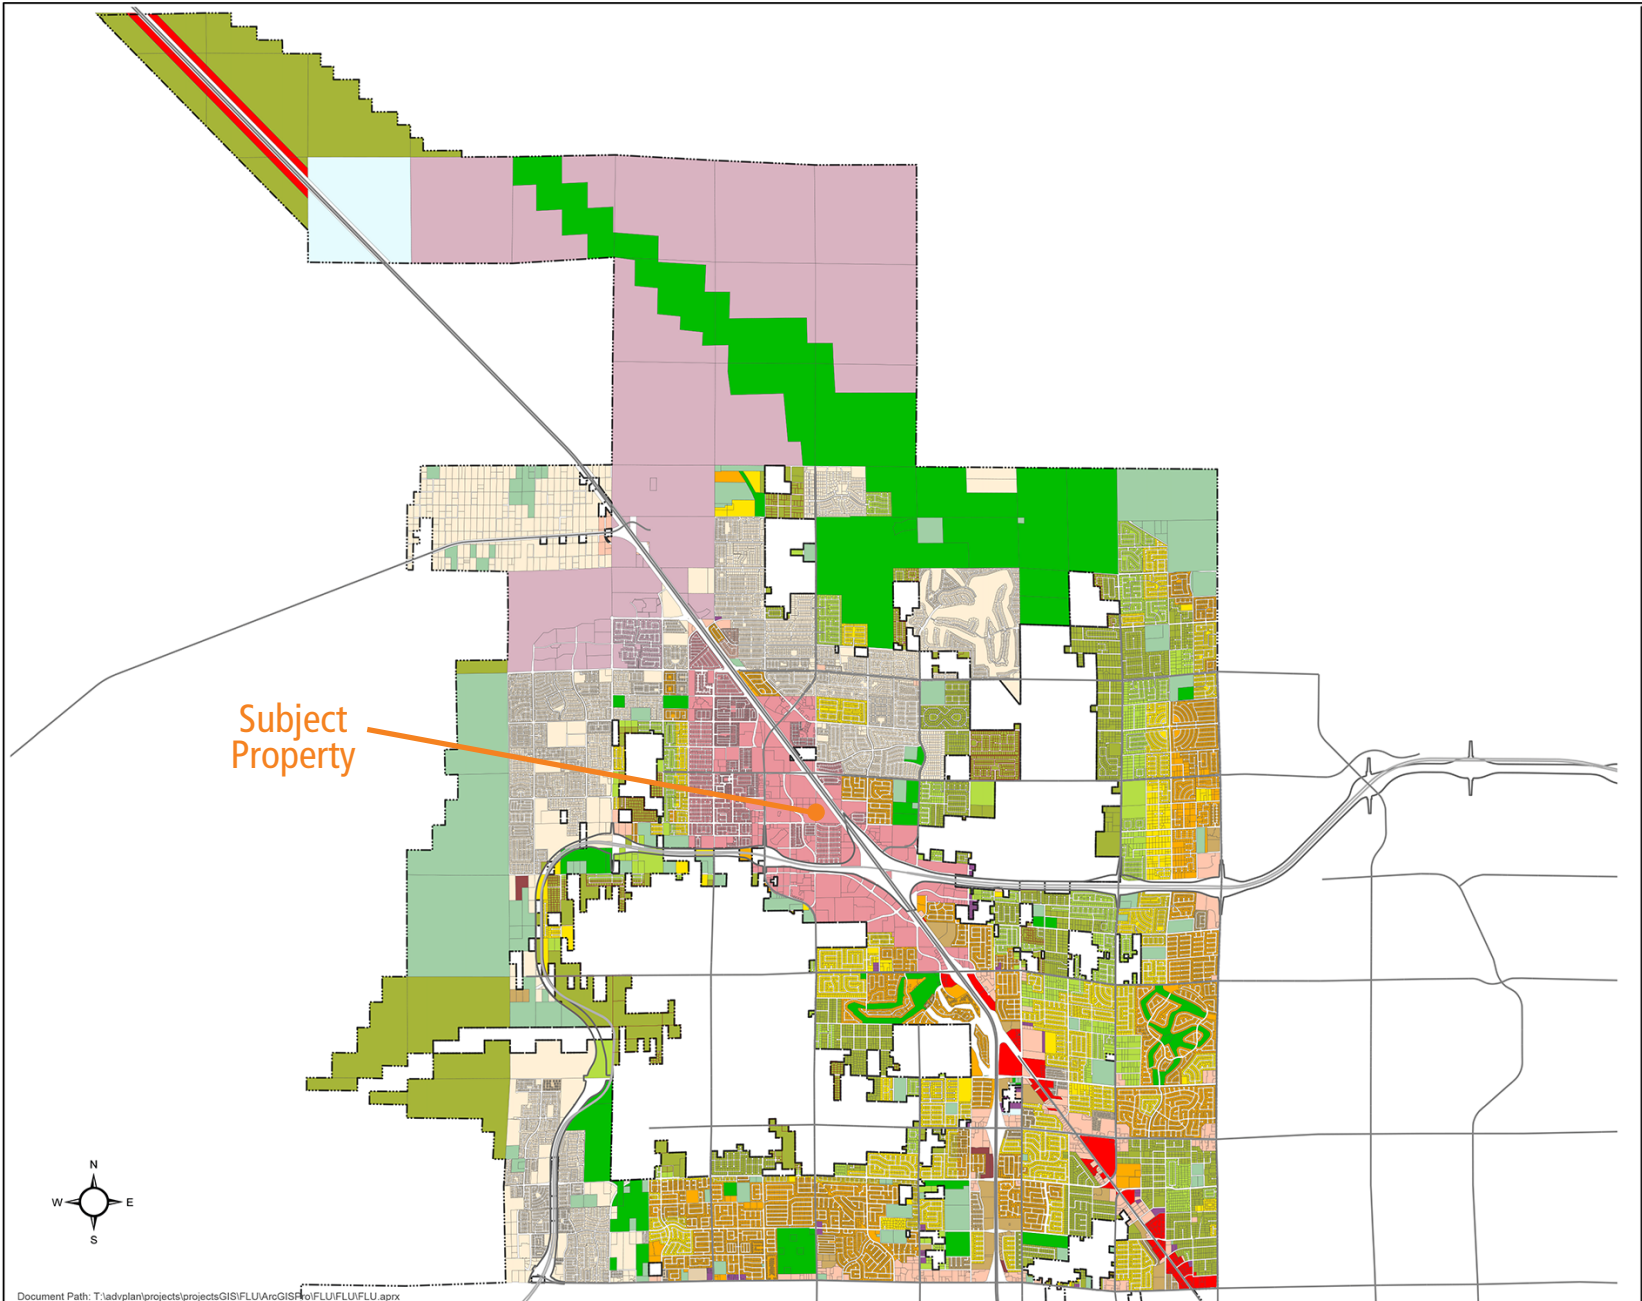 Subject
Property
N
W
E
S
Document Path: T:\advplan\projects\projectsGIS\FLU\ArcGISPro\FLU\FLU\FLU.aprx